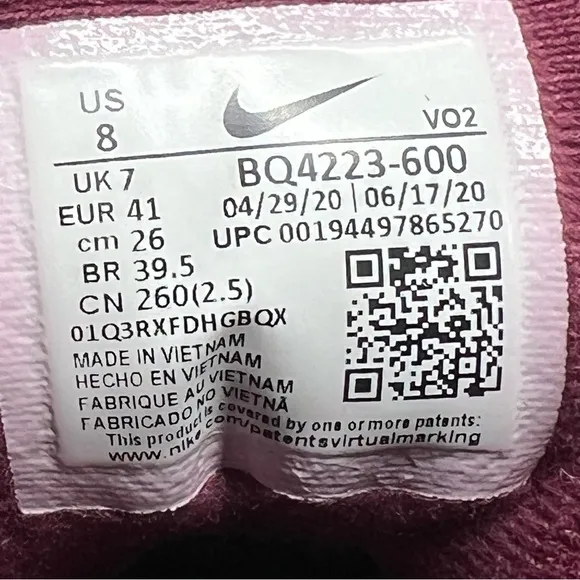 US
8
VO2
UK 7
BQ4223-600
EUR 41
04/29/20 | 06/17/20
cm 26
UPC 00194497865270
BR 39.5
CN 260(2.5)
01Q3RXFDHGBQX
MADE IN VIETNAM
HECHO EN VIETNAM
FABRIQUE AU VIETNAM
FABRICADO NO VIETNÃ
This product is covered by one or more patents:
www.nike.com/patentsvirtualmarking